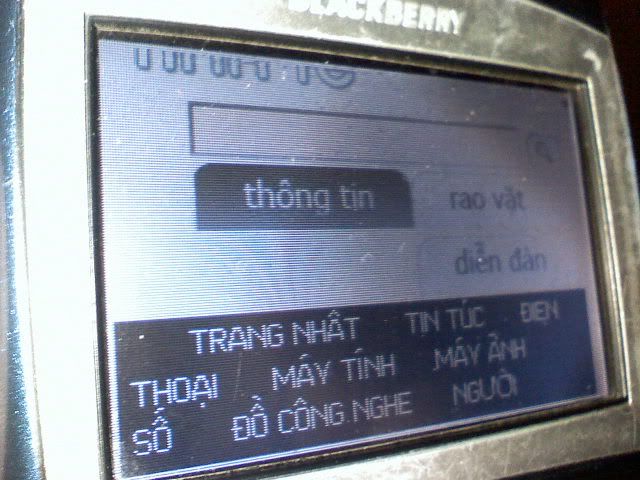 BLACKBERRY
thông tin
rao vặt
diễn đàn
TRANG NHẤT TIN TỨC ĐIỆN
THOẠI MÁY TÍNH MÁY ẢNH
SỐ ĐỒ CÔNG NGHỆ NGƯỜI